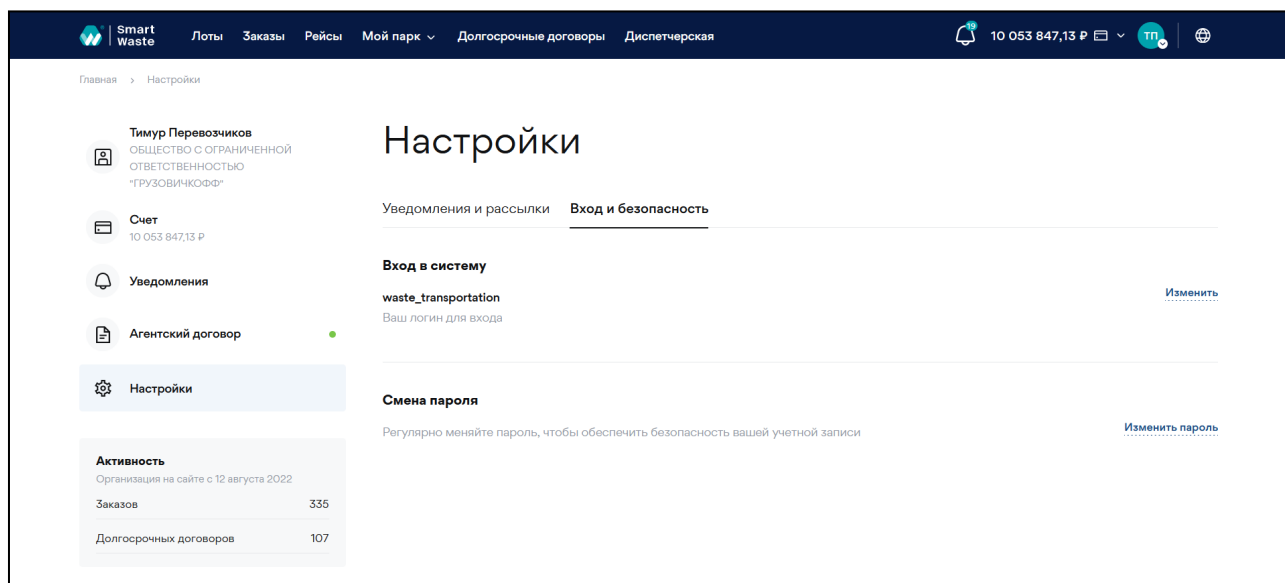 Smart
Waste
Лоты Заказы Рейсы Мой парк Долгосрочные договоры Диспетчерская
19
10 053 847,13 ₽
ТП
Главная > Настройки
Тимур Перевозчиков
ОБЩЕСТВО С ОГРАНИЧЕННОЙ
ОТВЕТСТВЕННОСТЬЮ
"ГРУЗОВИЧКОФФ"
Счет
10 053 847,13 ₽
Уведомления
Агентский договор
Настройки
Активность
Организация на сайте с 12 августа 2022
Заказов 335
Долгосрочных договоров 107
Настройки
Уведомления и рассылки Вход и безопасность
Вход в систему
waste_transportation
Изменить
Ваш логин для входа
Смена пароля
Регулярно меняйте пароль, чтобы обеспечить безопасность вашей учетной записи
Изменить пароль